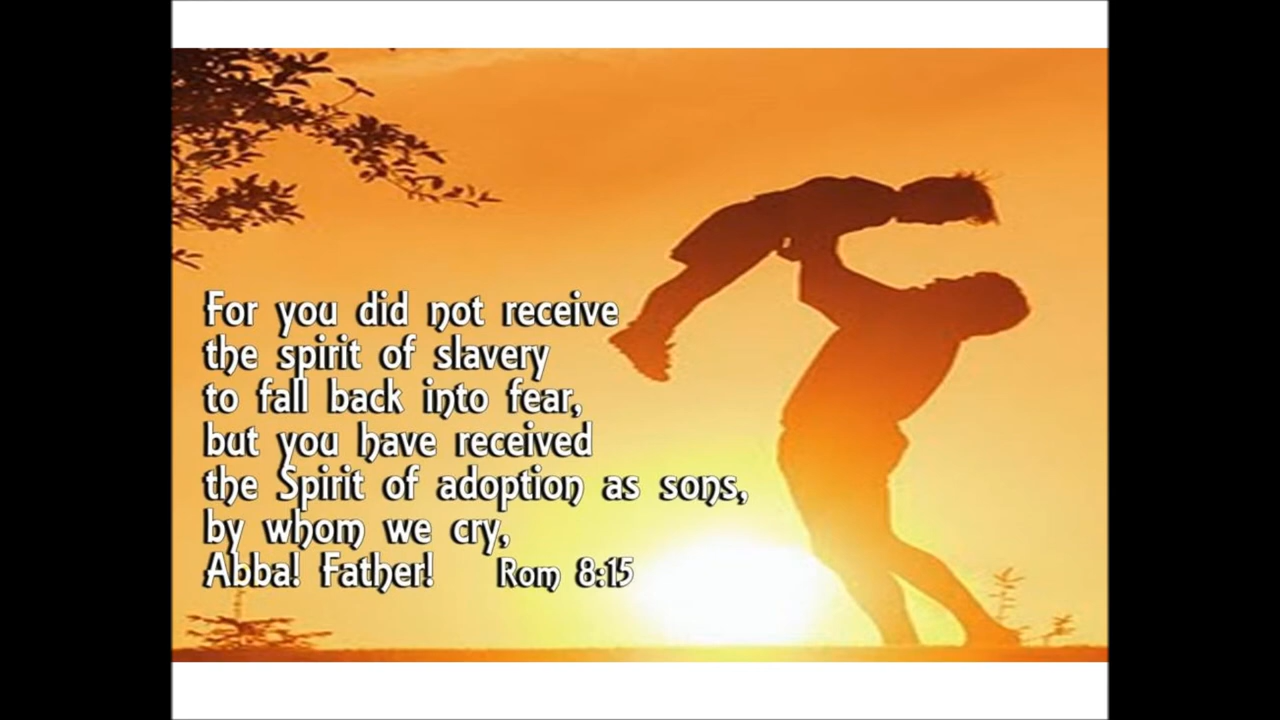 For you did not receive
the spirit of slavery
to fall back into fear,
but you have received
the Spirit of adoption as sons,
by whom we cry,
Abba! Father! Rom 8:15